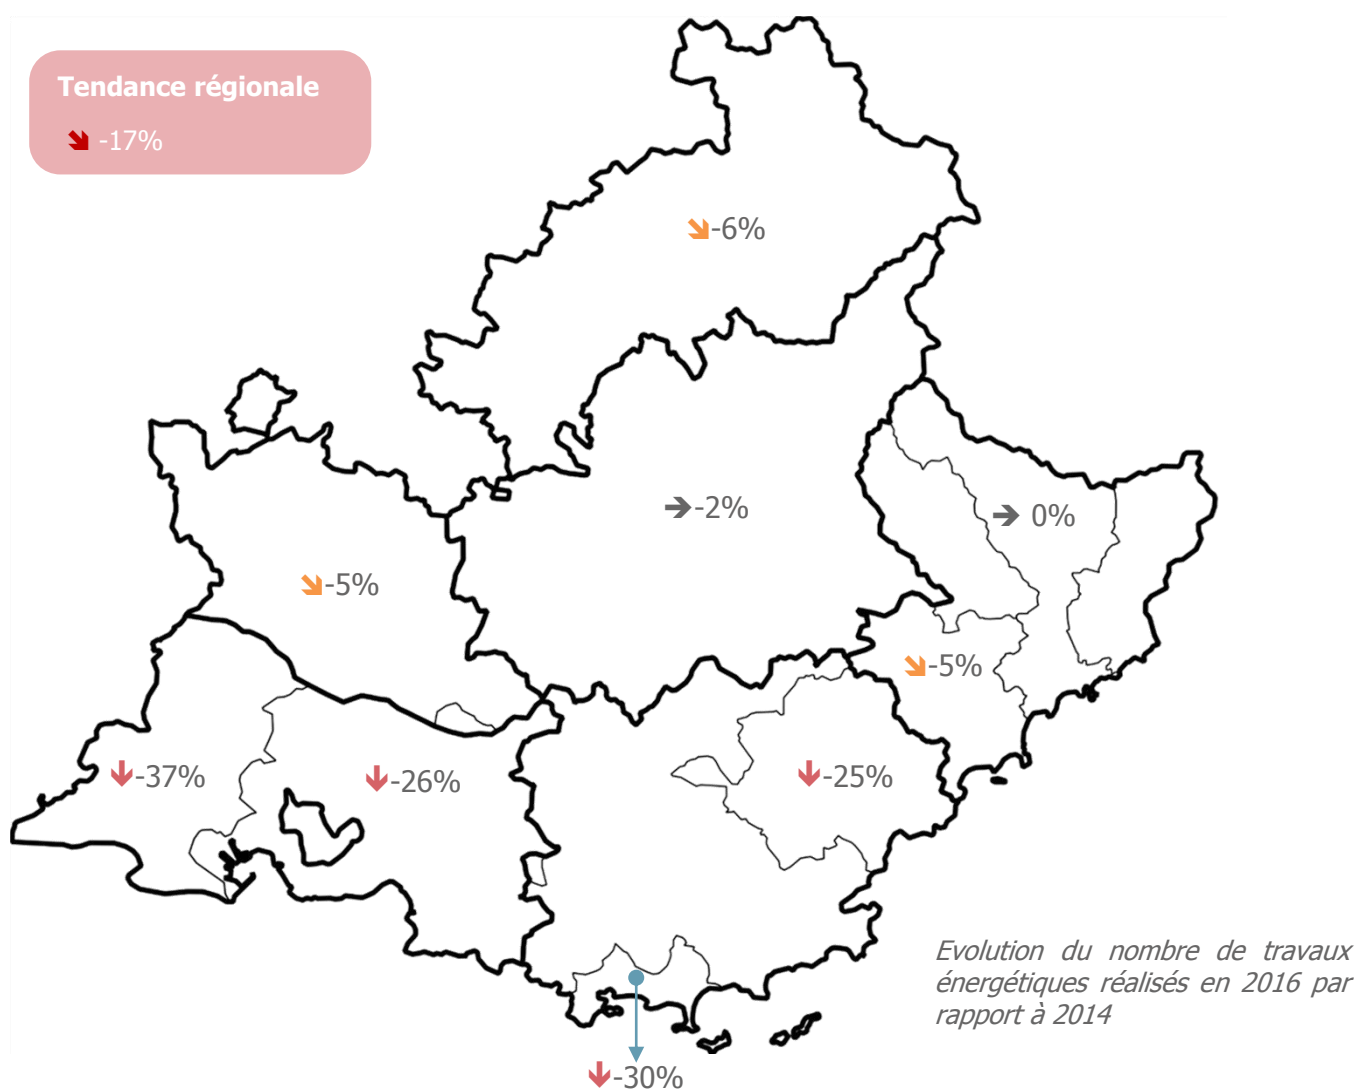 Tendance régionale
-17%
-6%
-2%
0%
-5%
-5%
-37%
-26%
-25%
Evolution du nombre de travaux
énergétiques réalisés en 2016 par
rapport à 2014
-30%